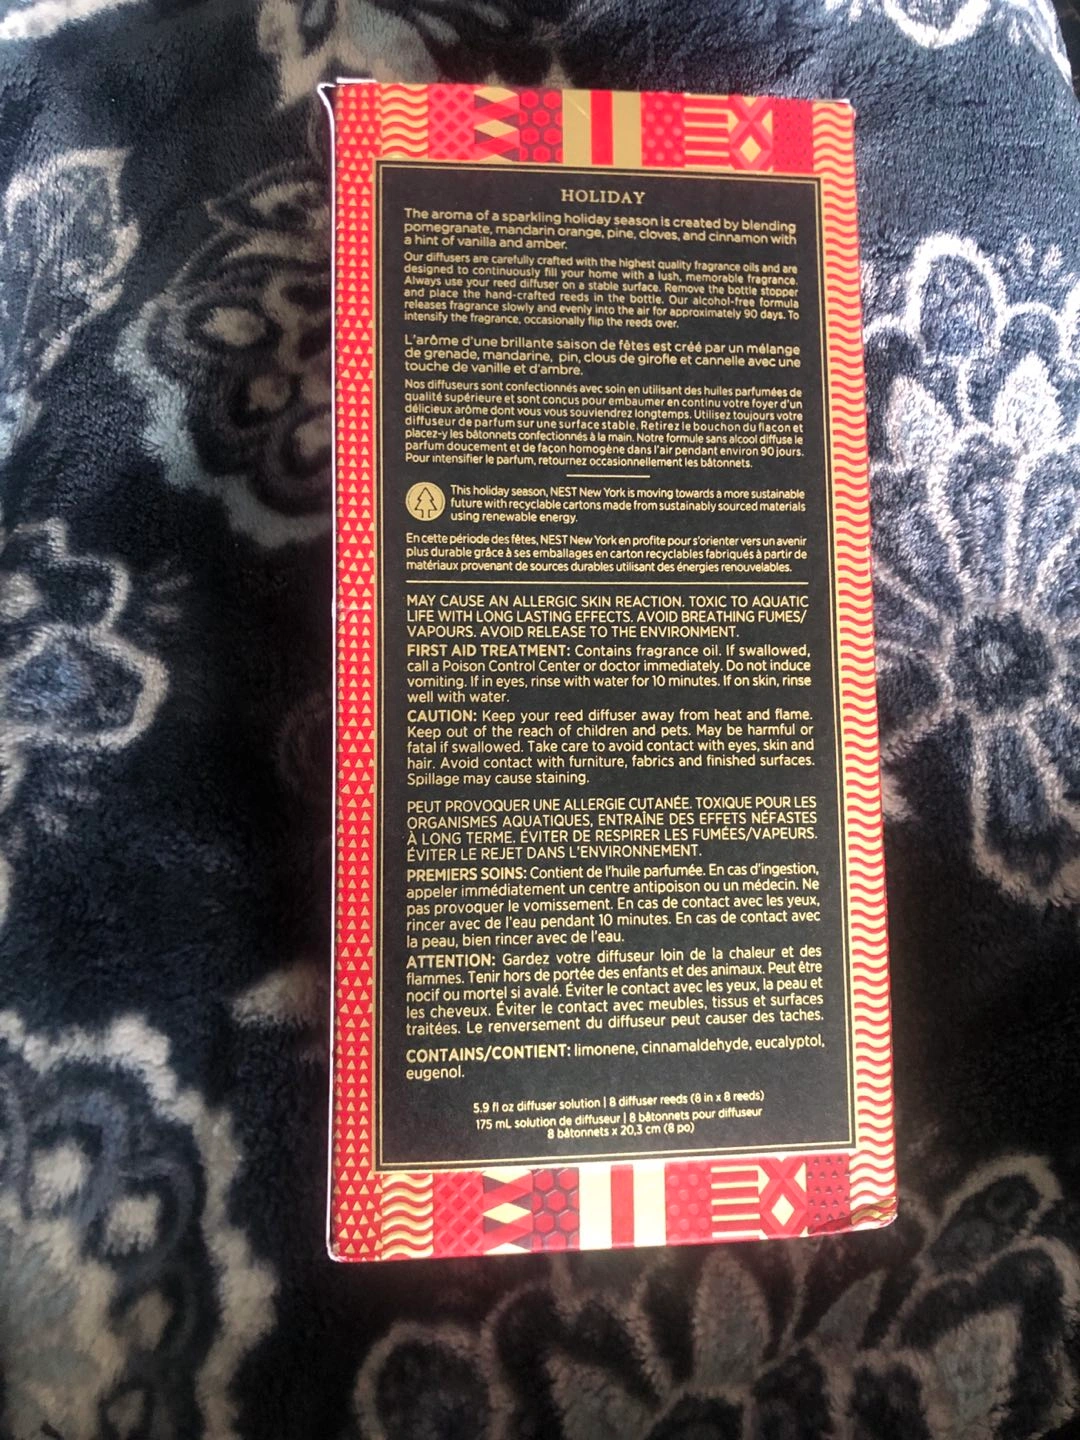 HOLIDAY
The aroma of a sparkling holiday season is created by blending
pomegranate, mandarin orange, pine, cloves, and cinnamon with
a hint of vanilla and amber.
Our diffusers are carefully crafted with the highest quality fragrance oils and are
designed to continuously fill your home with a lush, memorable fragrance.
Always use your reed diffuser on a stable surface. Remove the bottle stopper
and place the hand-crafted reeds in the bottle. Our alcohol-free formula
releases fragrance slowly and evenly into the air for approximately 90 days. To
intensify the fragrance, occasionally flip the reeds over.
L'arôme d'une brillante saison de fêtes est créé par un mélange
de grenade, mandarine, pin, clous de girofle et cannelle avec une
touche de vanille et d'ambre.
Nos diffuseurs sont confectionnés avec soin en utilisant des huiles parfumées de
qualité supérieure et sont conçus pour embaumer en continu votre foyer d'un
délicieux arôme dont vous vous souviendrez longtemps. Utilisez toujours votre
diffuseur de parfum sur une surface stable. Retirez le bouchon du flacon et
placez-y les bâtonnets confectionnés à la main. Notre formule sans alcool diffuse le
parfum doucement et de façon homogène dans l'air pendant environ 90 jours.
Pour intensifier le parfum, retournez occasionnellement les bâtonnets.
This holiday season, NEST New York is moving towards a more sustainable
future with recyclable cartons made from sustainably sourced materials
using renewable energy.
En cette période des fêtes, NEST New York en profite pour s'orienter vers un avenir
plus durable grâce à ses emballages en carton recyclables fabriqués à partir de
matériaux provenant de sources durables utilisant des énergies renouvelables.
MAY CAUSE AN ALLERGIC SKIN REACTION. TOXIC TO AQUATIC
LIFE WITH LONG LASTING EFFECTS. AVOID BREATHING FUMES/
VAPOURS. AVOID RELEASE TO THE ENVIRONMENT.
FIRST AID TREATMENT: Contains fragrance oil. If swallowed,
call a Poison Control Center or doctor immediately. Do not induce
vomiting. If in eyes, rinse with water for 10 minutes. If on skin, rinse
well with water.
CAUTION: Keep your reed diffuser away from heat and flame.
Keep out of the reach of children and pets. May be harmful or
fatal if swallowed. Take care to avoid contact with eyes, skin and
hair. Avoid contact with furniture, fabrics and finished surfaces.
Spillage may cause staining.
PEUT PROVOQUER UNE ALLERGIE CUTANÉE. TOXIQUE POUR LES
ORGANISMES AQUATIQUES, ENTRAÎNE DES EFFETS NÉFASTES
À LONG TERME. ÉVITER DE RESPIRER LES FUMÉES/VAPEURS.
ÉVITER LE REJET DANS L'ENVIRONNEMENT.
PREMIERS SOINS: Contient de l'huile parfumée. En cas d'ingestion,
appeler immédiatement un centre antipoison ou un médecin. Ne
pas provoquer le vomissement. En cas de contact avec les yeux,
rincer avec de l'eau pendant 10 minutes. En cas de contact avec
la peau, bien rincer avec de l'eau.
ATTENTION: Gardez votre diffuseur loin de la chaleur et des
flammes. Tenir hors de portée des enfants et des animaux. Peut être
nocif ou mortel si avalé. Éviter le contact avec les yeux, la peau et
les cheveux. Éviter le contact avec meubles, tissus et surfaces
traitées. Le renversement du diffuseur peut causer des taches.
CONTAINS/CONTIENT: limonene, cinnamaldehyde, eucalyptol,
eugenol.
5.9 fl oz diffuser solution | 8 diffuser reeds (8 in x 8 reeds)
175 mL solution de diffuseur | 8 bâtonnets pour diffuseur
8 bâtonnets x 20,3 cm (8 po)